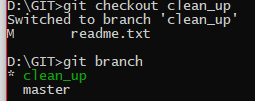 D:\GIT>git checkout clean_up
Switched to branch 'clean_up'
M       readme.txt
D:\GIT>git branch
* clean_up
  master